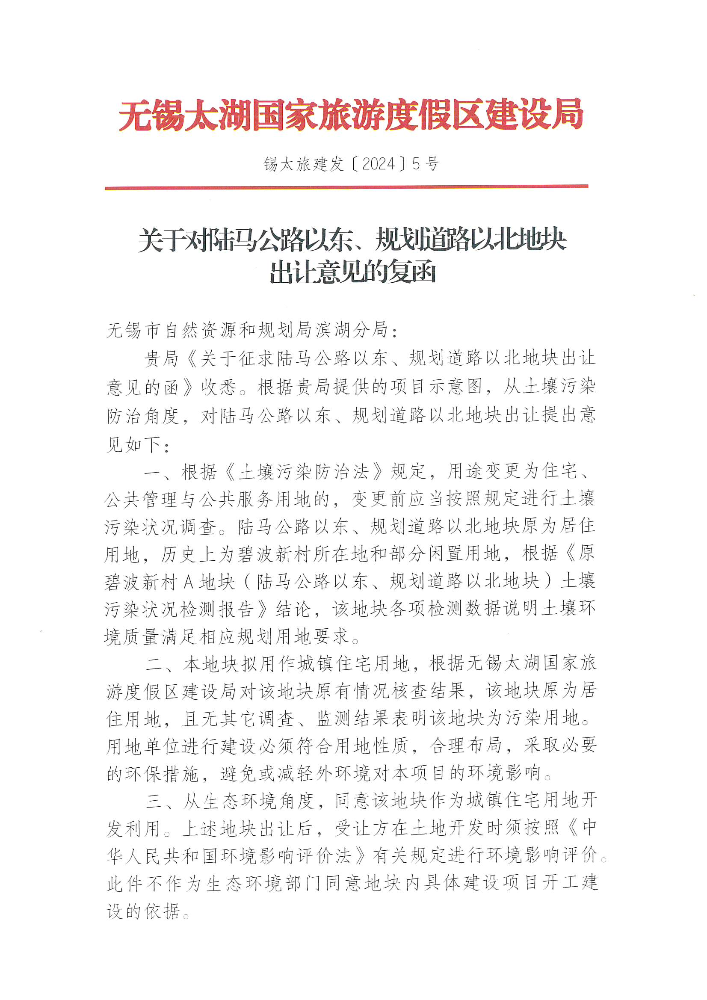 无锡太湖国家旅游度假区建设局
锡太旅建发〔2024〕5 号
关于对陆马公路以东、规划道路以北地块
出让意见的复函
无锡市自然资源和规划局滨湖分局：
贵局《关于征求陆马公路以东、规划道路以北地块出让
意见的函》收悉。根据贵局提供的项目示意图，从土壤污染
防治角度，对陆马公路以东、规划道路以北地块出让提出意
见如下：
一、根据《土壤污染防治法》规定，用途变更为住宅、
公共管理与公共服务用地的，变更前应当按照规定进行土壤
污染状况调查。陆马公路以东、规划道路以北地块原为居住
用地，历史上为碧波新村所在地和部分闲置用地，根据《原
碧波新村 A 地块（陆马公路以东、规划道路以北地块）土壤
污染状况检测报告》结论，该地块各项检测数据说明土壤环
境质量满足相应规划用地要求。
二、本地块拟用作城镇住宅用地，根据无锡太湖国家旅
游度假区建设局对该地块原有情况核查结果，该地块原为居
住用地，且无其它调查、监测结果表明该地块为污染用地。
用地单位进行建设必须符合用地性质，合理布局，采取必要
的环保措施，避免或减轻外环境对本项目的环境影响。
三、从生态环境角度，同意该地块作为城镇住宅用地开
发利用。上述地块出让后，受让方在土地开发时须按照《中
华人民共和国环境影响评价法》有关规定进行环境影响评价。
此件不作为生态环境部门同意地块内具体建设项目开工建
设的依据。